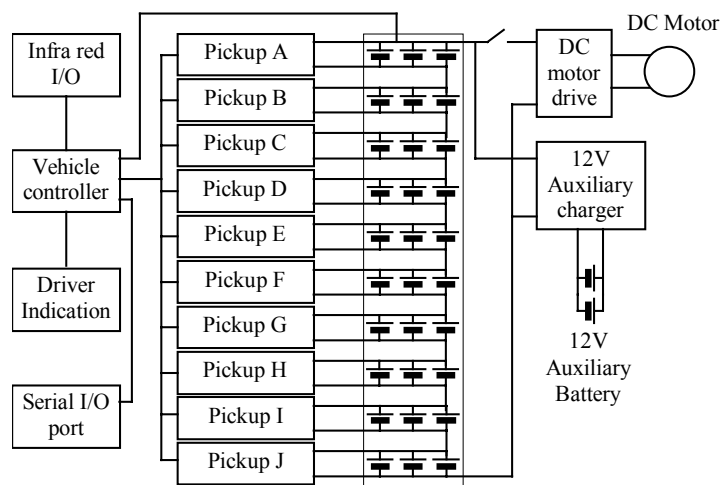 Infra red
I/O
Vehicle
controller
Driver
Indication
Serial I/O
port
Pickup A
Pickup B
Pickup C
Pickup D
Pickup E
Pickup F
Pickup G
Pickup H
Pickup I
Pickup J
DC
motor
drive
DC Motor
12V
Auxiliary
charger
12V
Auxiliary
Battery